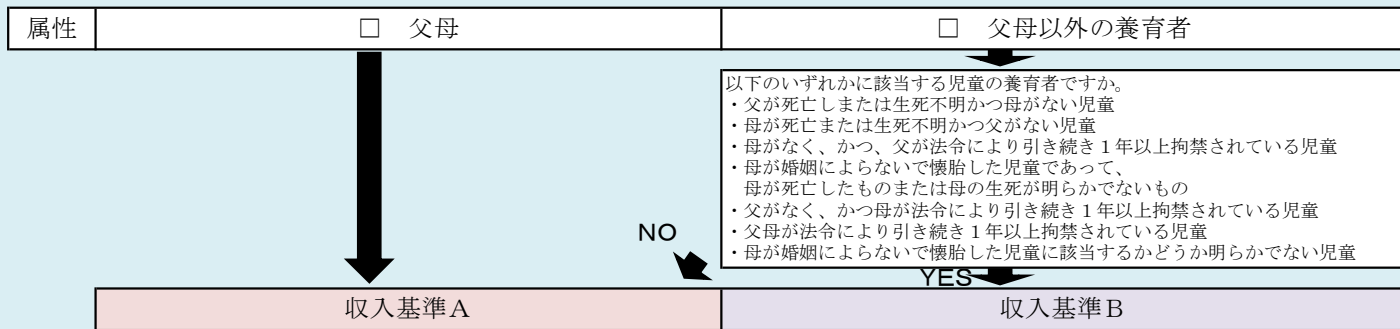 属性
□ 父母
□ 父母以外の養育者
以下のいずれかに該当する児童の養育者ですか。
・父が死亡しまたは生死不明かつ母がない児童
・母が死亡または生死不明かつ父がない児童
・母がなく、かつ、父が法令により引き続き１年以上拘禁されている児童
・母が婚姻によらないで懐胎した児童であって、
母が死亡したものまたは母の生死が明らかでないもの
・父がなく、かつ母が法令により引き続き１年以上拘禁されている児童
・父母が法令により引き続き１年以上拘禁されている児童
・母が婚姻によらないで懐胎した児童に該当するかどうか明らかでない児童
NO
YES
収入基準Ａ
収入基準Ｂ